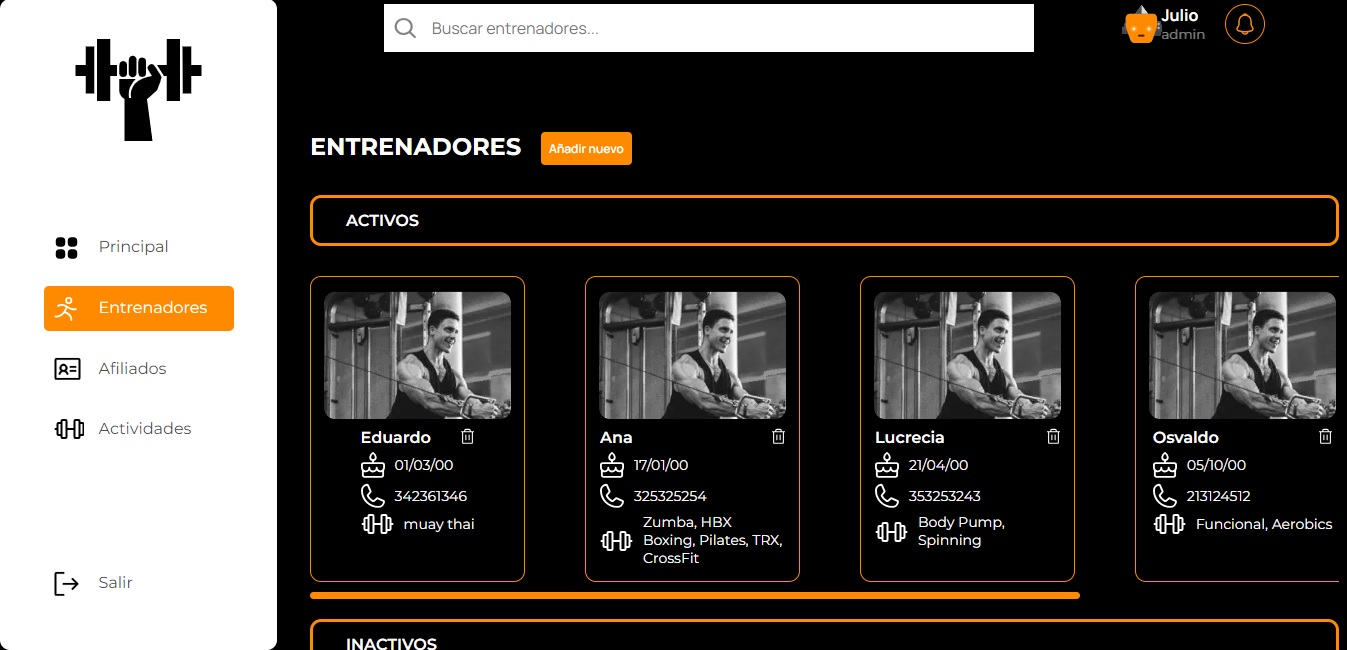 Buscar entrenadores...
Julio
admin
ENTRENADORES
Añadir nuevo
ACTIVOS
Principal
Entrenadores
Afiliados
Actividades
Salir
Eduardo
01/03/00
342361346
muay thai
Ana
17/01/00
325325254
Zumba, HBX
Boxing, Pilates, TRX,
CrossFit
Lucrecia
21/04/00
353253243
Body Pump,
Spinning
Osvaldo
05/10/00
213124512
Funcional, Aerobics
INACTIVOS